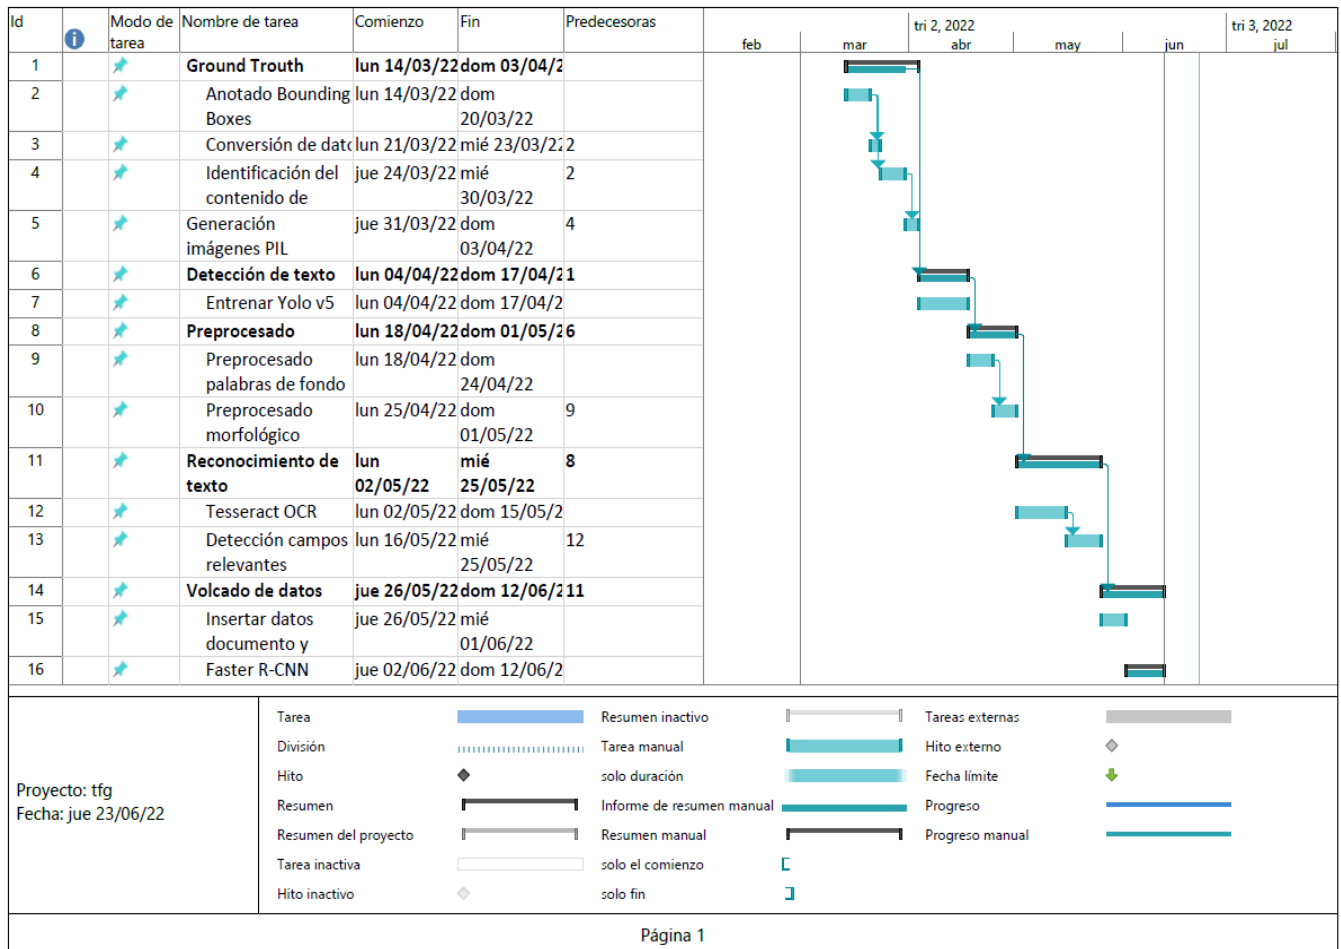 Id Modo de Nombre de tarea Comienzo Fin Predecesoras tri 2, 2022 tri 3, 2022
tarea feb mar abr may jun jul
1 Ground Trouth lun 14/03/22 dom 03/04/2
2 Anotado Bounding lun 14/03/22 dom
Boxes 20/03/22
3 Conversión de dato lun 21/03/22 mié 23/03/22 2
4 Identificación del jue 24/03/22 mié 2
contenido de 30/03/22
5 Generación jue 31/03/22 dom 4
imágenes PIL 03/04/22
6 Detección de texto lun 04/04/22 dom 17/04/2 1
7 Entrenar Yolo v5 lun 04/04/22 dom 17/04/2
8 Preprocesado lun 18/04/22 dom 01/05/2 6
9 Preprocesado lun 18/04/22 dom
palabras de fondo 24/04/22
10 Preprocesado lun 25/04/22 dom 9
morfológico 01/05/22
11 Reconocimiento de lun mié 8
texto 02/05/22 25/05/22
12 Tesseract OCR lun 02/05/22 dom 15/05/2
13 Detección campos lun 16/05/22 mié 12
relevantes 25/05/22
14 Volcado de datos jue 26/05/22 dom 12/06/2 11
15 Insertar datos jue 26/05/22 mié
documento y 01/06/22
16 Faster R-CNN jue 02/06/22 dom 12/06/2
Proyecto: tfg
Fecha: jue 23/06/22
Tarea Resumen inactivo Tareas externas
División Tarea manual Hito externo
Hito solo duración Fecha límite
Resumen Informe de resumen manual Progreso
Resumen del proyecto Resumen manual Progreso manual
Tarea inactiva solo el comienzo
Hito inactivo solo fin
Página 1